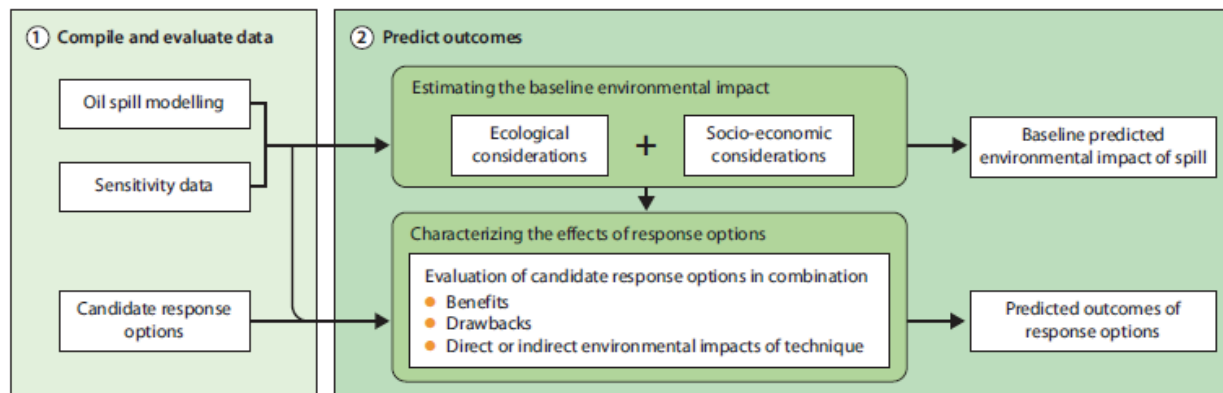 1 Compile and evaluate data
Oil spill modelling
Sensitivity data
Candidate response
options
2 Predict outcomes
Estimating the baseline environmental impact
Ecological
considerations
+
Socio-economic
considerations
Baseline predicted
environmental impact of spill
Characterizing the effects of response options
Evaluation of candidate response options in combination
Benefits
Drawbacks
Direct or indirect environmental impacts of technique
Predicted outcomes of
response options